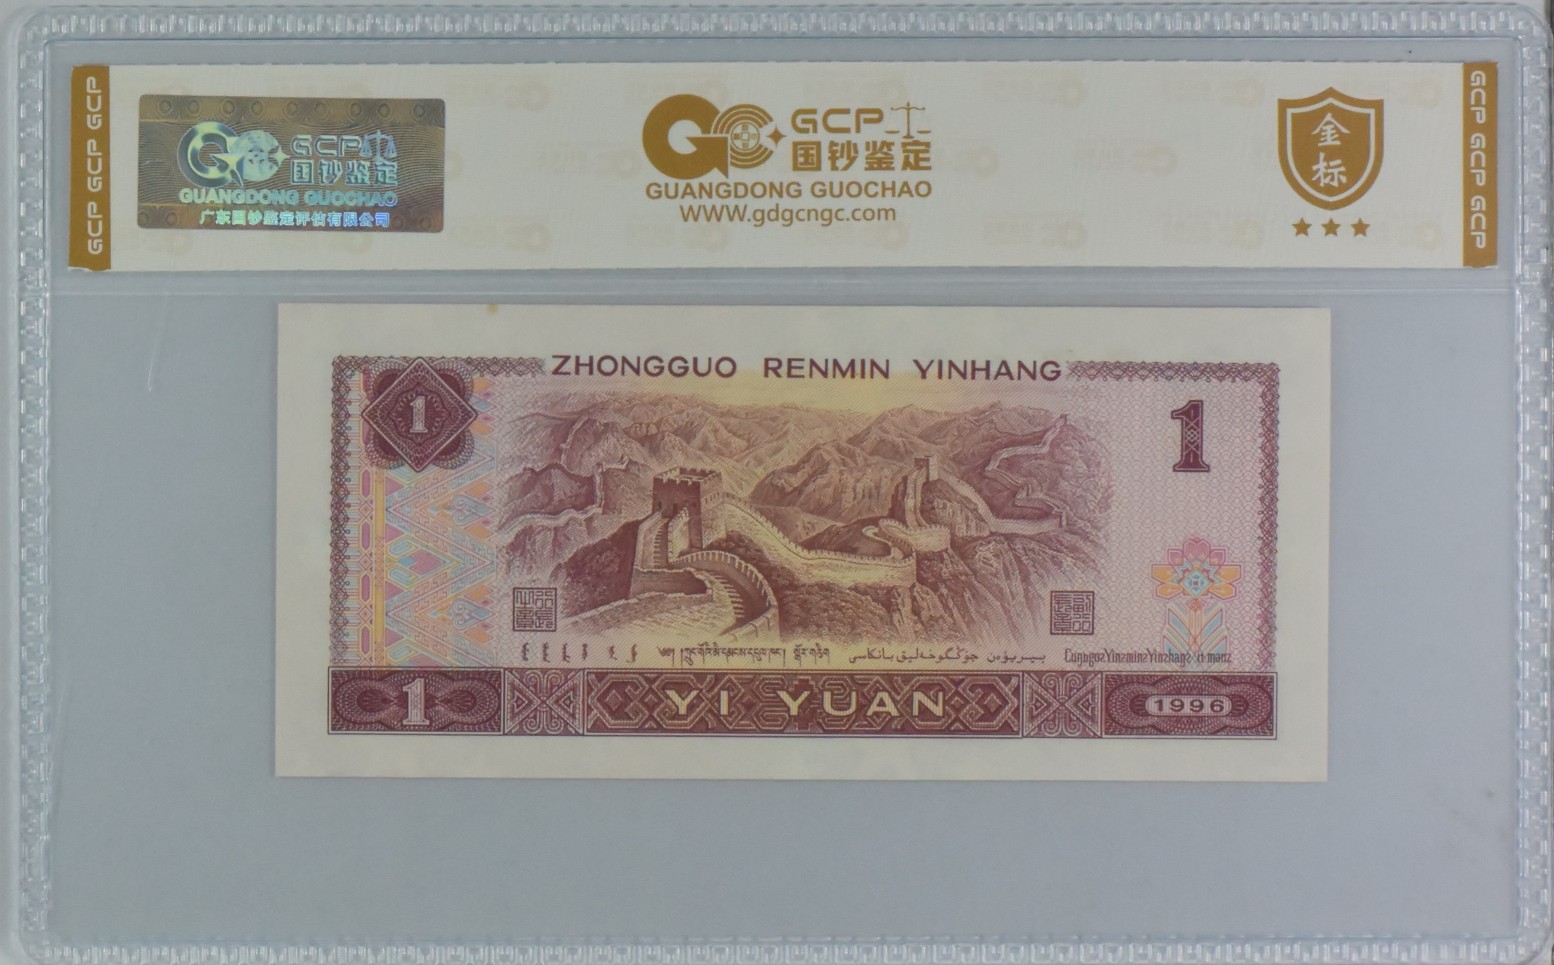 GCP GCP GCP
GCP
国钞鉴定
GUANGDONG GUOCHAO
广东国钞鉴定评估有限公司
GCP
国钞鉴定
GUANGDONG GUOCHAO
WWW.gdgcngc.com
金
标
GCP GCP GCP
ZHONGGUO RENMIN YINHANG
1
1
1
YI YUAN
1996